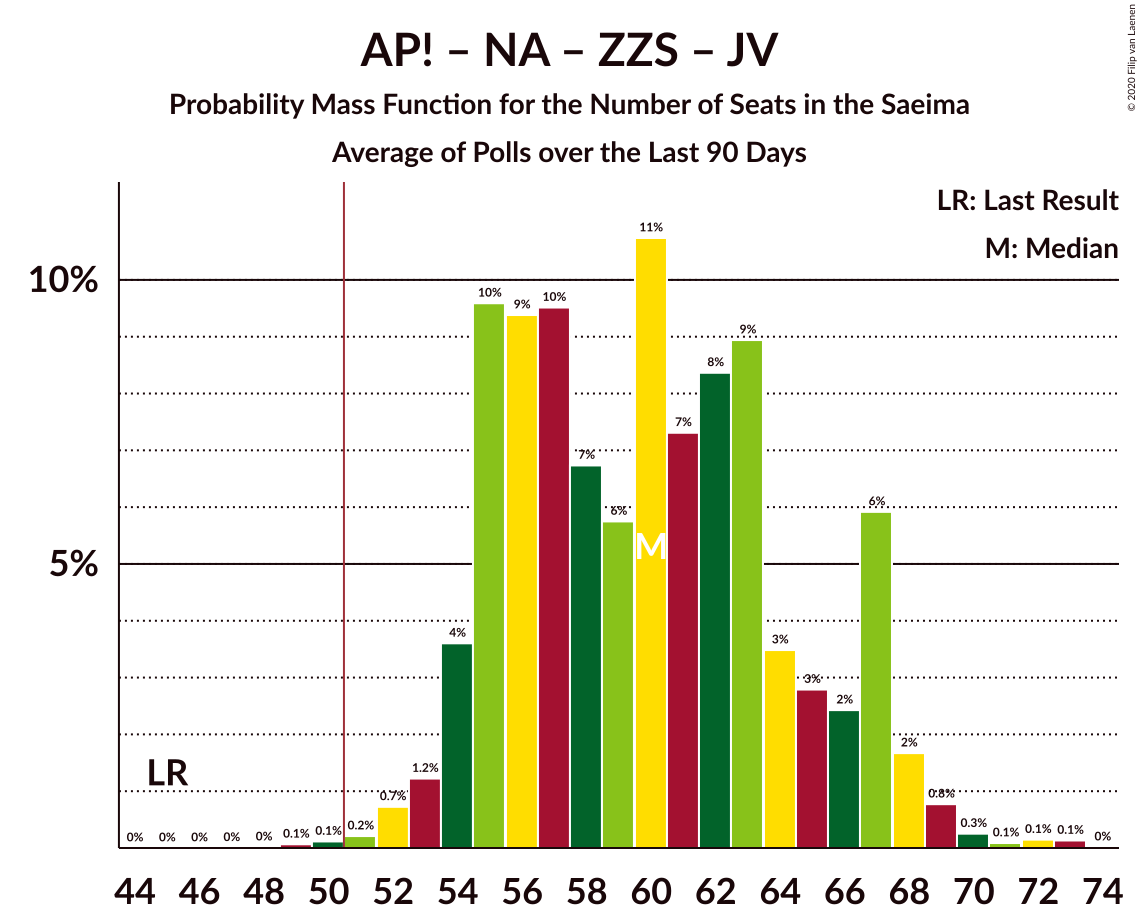 AP! – NA – ZZS – JV
Probability Mass Function for the Number of Seats in the Saeima
Average of Polls over the Last 90 Days
© 2020 Filip van Laenen
LR: Last Result
M: Median
10%
5%
LR
M
0% 0% 0% 0% 0% 0.1% 0.1% 0.2% 0.7% 1.2% 4% 10% 9% 10% 7% 6% 11% 7% 8% 9% 3% 3% 2% 6% 2% 0.8% 0.3% 0.1% 0.1% 0.1% 0%
44 46 48 50 52 54 56 58 60 62 64 66 68 70 72 74